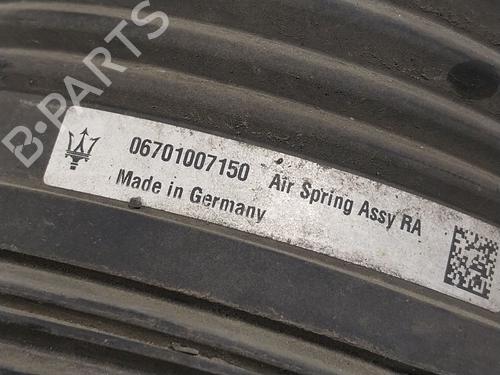 B-PARTS
06701007150 Air Spring Assy RA
Made in Germany